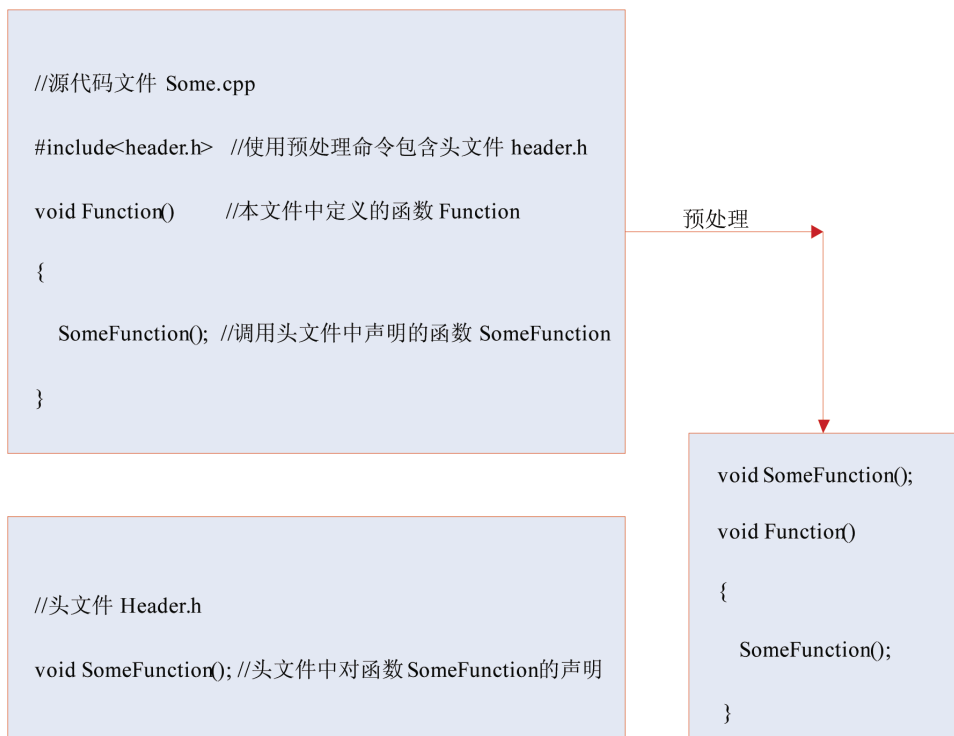 //源代码文件 Some.cpp
#include<header.h> //使用预处理命令包含头文件 header.h
void Function() //本文件中定义的函数 Function
{
SomeFunction(); //调用头文件中声明的函数 SomeFunction
}
预处理
//头文件 Header.h
void SomeFunction(); //头文件中对函数 SomeFunction的声明
void SomeFunction();
void Function()
{
SomeFunction();
}